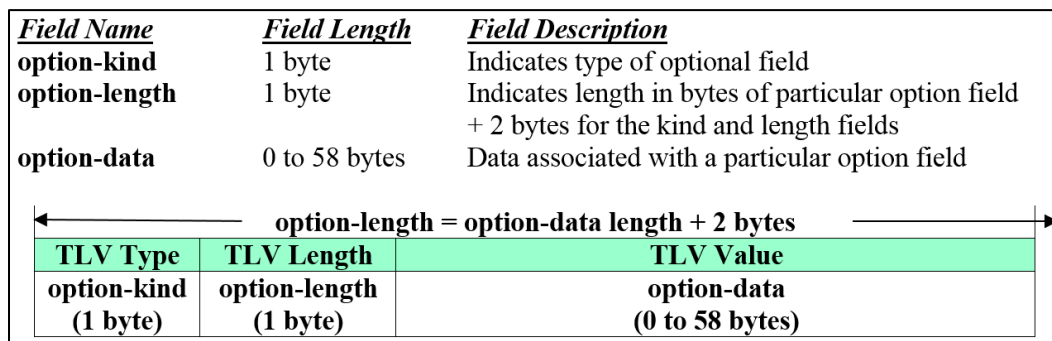 Field Name Field Length Field Description
option-kind 1 byte Indicates type of optional field
option-length 1 byte Indicates length in bytes of particular option field
+ 2 bytes for the kind and length fields
option-data 0 to 58 bytes Data associated with a particular option field
option-length = option-data length + 2 bytes
TLV Type TLV Length TLV Value
option-kind option-length option-data
(1 byte) (1 byte) (0 to 58 bytes)